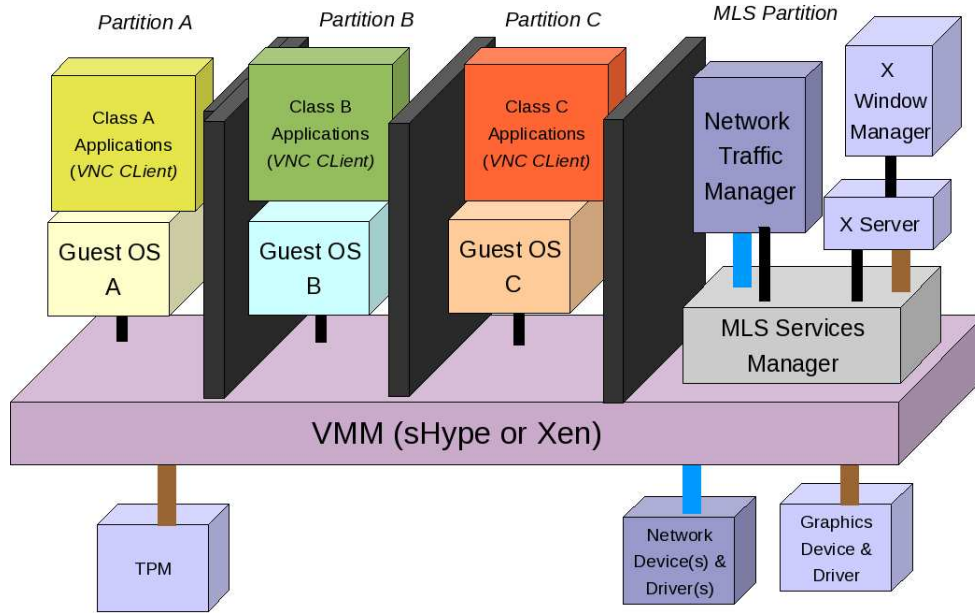 Partition A
Partition B
Partition C
MLS Partition
Class A
Applications
(VNC CLient)
Class B
Applications
(VNC CLient)
Class C
Applications
(VNC CLient)
Network
Traffic
Manager
X
Window
Manager
X Server
Guest OS
A
Guest OS
B
Guest OS
C
MLS Services
Manager
VMM (sHype or Xen)
TPM
Network
Device(s) &
Driver(s)
Graphics
Device &
Driver